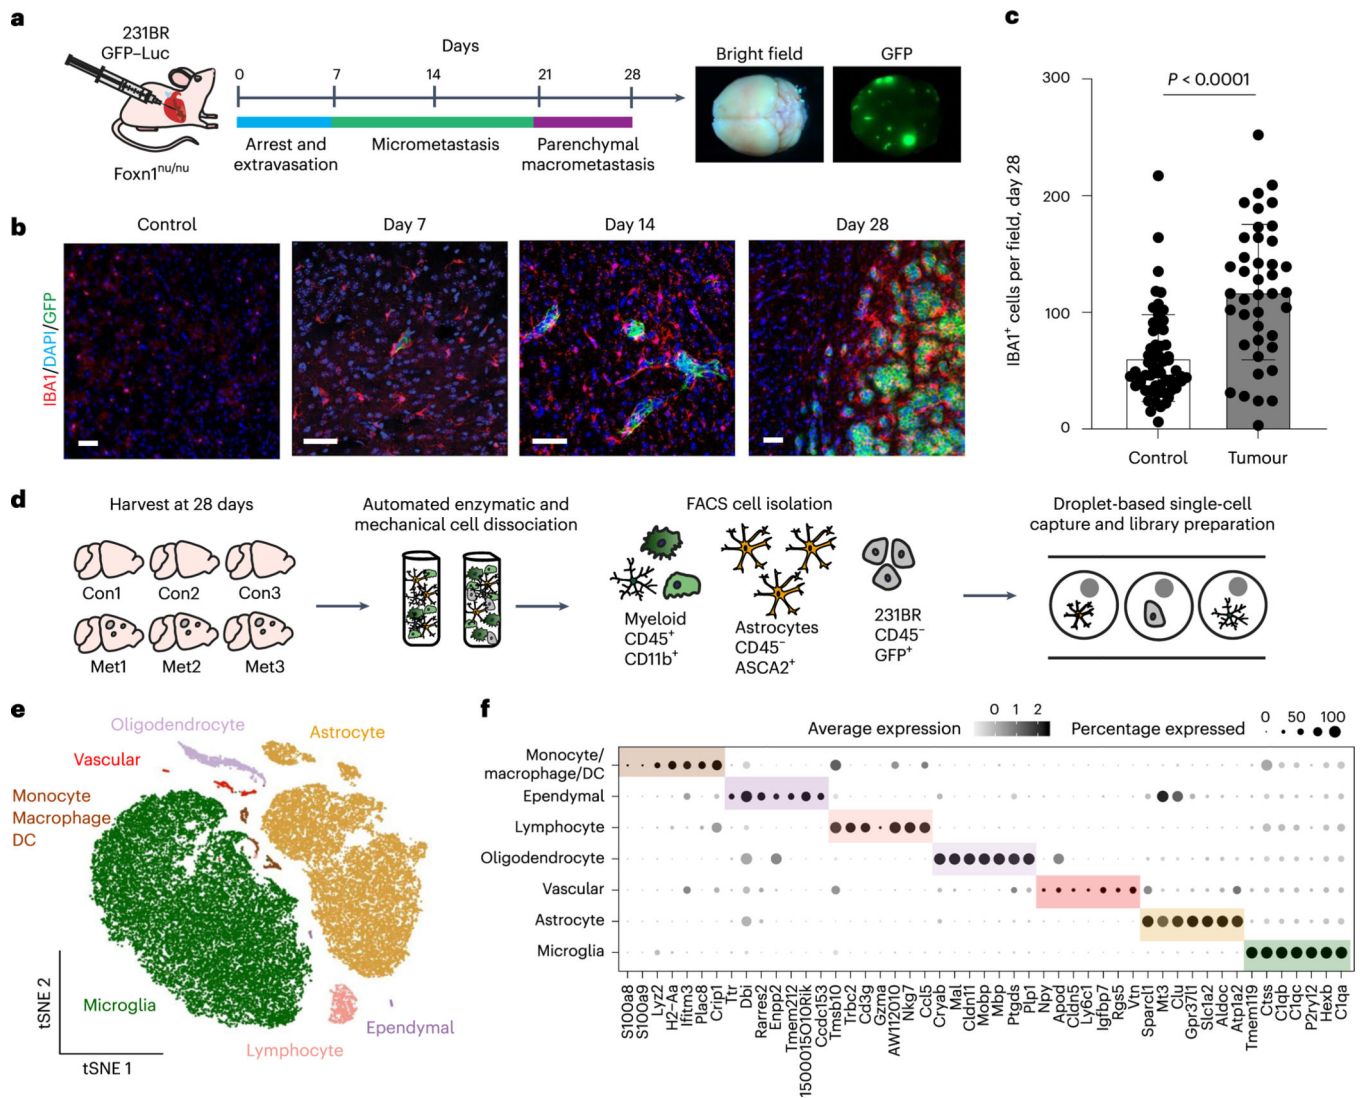 a
231BR
GFP–Luc
Foxn1nu/nu
Days
0 7 14 21 28
Arrest and
extravasation
Micrometastasis
Parenchymal
macrometastasis
Bright field
GFP
b
Control
Day 7
Day 14
Day 28
IBA1/DAPI/GFP
c
P < 0.0001
IBA1+ cells per field, day 28
300
200
100
0
Control
Tumour
d
Harvest at 28 days
Con1
Con2
Con3
Met1
Met2
Met3
Automated enzymatic and
mechanical cell dissociation
FACS cell isolation
Myeloid
CD45+
CD11b+
Astrocytes
CD45−
ASCA2+
231BR
CD45−
GFP+
Droplet-based single-cell
capture and library preparation
e
Oligodendrocyte
Astrocyte
Vascular
Monocyte
Macrophage
DC
Microglia
Ependymal
Lymphocyte
tSNE 2
tSNE 1
f
Average expression
0 1 2
Percentage expressed
0 50 100
Monocyte/
macrophage/DC
Ependymal
Lymphocyte
Oligodendrocyte
Vascular
Astrocyte
Microglia
S100a8
S100a9
Lyz2
H2-Aa
Ifitm3
Plac8
Crip1
Ttr
Dbi
Rarres2
Enpp2
Tmem212
1500015O10Rik
Ccdc153
Tmsb10
Trbc2
Cd3g
Gzma
AW112010
Nkg7
Ccl5
Cryab
Mal
Cldn11
Mobp
Mbp
Ptgds
Plp1
Npy
Apod
Cldn5
Ly6c1
Igfbp7
Rgs5
Vtn
Sparcl1
Mt3
Clu
Gpr37l1
Slc1a2
Aldoc
Atp1a2
Tmem119
Ctss
C1qb
C1qc
P2ry12
Hexb
C1qa